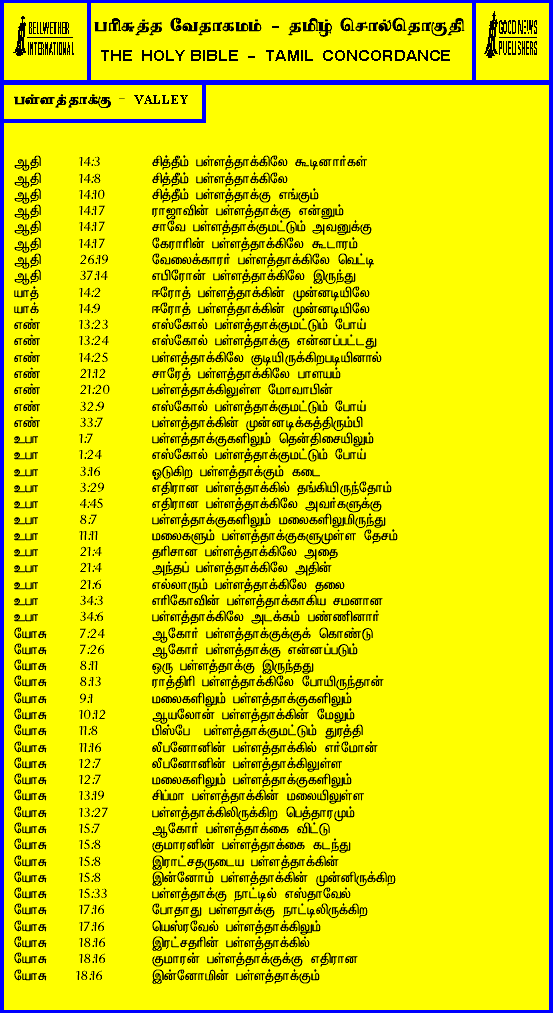 BELLWETHER
INTERNATIONAL
பரிசுத்த வேதாகமம் - தமிழ் சொல்தொகுதி
THE HOLY BIBLE - TAMIL CONCORDANCE
GOOD NEWS
PUBLISHERS
பள்ளத்தாக்கு - VALLEY
ஆதி 14:3 சித்தீம் பள்ளத்தாக்கிலே கூடினார்கள்
ஆதி 14:8 சித்தீம் பள்ளத்தாக்கிலே
ஆதி 14:10 சித்தீம் பள்ளத்தாக்கு எங்கும்
ஆதி 14:17 ராஜாவின் பள்ளத்தாக்கு என்னும்
ஆதி 14:17 சாவே பள்ளத்தாக்குமட்டும் அவனுக்கு
ஆதி 14:17 கேராரின் பள்ளத்தாக்கிலே கூடாரம்
ஆதி 26:19 வேலைக்காரர் பள்ளத்தாக்கிலே வெட்டி
ஆதி 37:14 எபிரோன் பள்ளத்தாக்கிலே இருந்து
யாத் 14:2 ஈரோத் பள்ளத்தாக்கின் முன்னடியிலே
யாக் 14:9 ஈரோத் பள்ளத்தாக்கின் முன்னடியிலே
எண் 13:23 எஸ்கோல் பள்ளத்தாக்குமட்டும் போய்
எண் 13:24 எஸ்கோல் பள்ளத்தாக்கு என்னப்பட்டது
எண் 14:25 பள்ளத்தாக்கிலே குடியிருக்கிறபடியினால்
எண் 21:12 சாரேத் பள்ளத்தாக்கிலே பாளயம்
எண் 21:20 பள்ளத்தாக்கிலுள்ள மோவாபின்
எண் 32:9 எஸ்கோல் பள்ளத்தாக்குமட்டும் போய்
எண் 33:7 பள்ளத்தாக்கின் முன்னடிக்கத்திரும்பி
உபா 1:7 பள்ளத்தாக்குகளிலும் தென்திசையிலும்
உபா 1:24 எஸ்கோல் பள்ளத்தாக்குமட்டும் போய்
உபா 3:16 ஓடுகிற பள்ளத்தாக்கும் கடை
உபா 3:29 எதிரான பள்ளத்தாக்கில் தங்கியிருந்தோம்
உபா 4:45 எதிரான பள்ளத்தாக்கிலே அவர்களுக்கு
உபா 8:7 பள்ளத்தாக்குகளிலும் மலைகளிலுமிருந்து
உபா 11:11 மலைகளும் பள்ளத்தாக்குகளுமுள்ள தேசம்
உபா 21:4 தரிசான பள்ளத்தாக்கிலே அதை
உபா 21:4 அந்தப் பள்ளத்தாக்கிலே அதின்
உபா 21:6 எல்லாரும் பள்ளத்தாக்கிலே தலை
உபா 34:3 எரிகோவின் பள்ளத்தாக்காகிய சமனான
உபா 34:6 பள்ளத்தாக்கிலே அடக்கம் பண்ணினார்
யோசு 7:24 ஆகோர் பள்ளத்தாக்குக்குக் கொண்டு
யோசு 7:26 ஆகோர் பள்ளத்தாக்கு என்னப்படும்
யோசு 8:11 ஒரு பள்ளத்தாக்கு இருந்தது
யோசு 8:13 ராத்திரி பள்ளத்தாக்கிலே போயிருந்தான்
யோசு 9:1 மலைகளிலும் பள்ளத்தாக்குகளிலும்
யோசு 10:12 ஆயலோன் பள்ளத்தாக்கின் மேலும்
யோசு 11:8 மிஸ்பே பள்ளத்தாக்குமட்டும் துரத்தி
யோசு 11:16 லீபனோனின் பள்ளத்தாக்கில் எர்மோன்
யோசு 12:7 லீபனோனின் பள்ளத்தாக்கிலுள்ள
யோசு 12:7 மலைகளிலும் பள்ளத்தாக்குகளிலும்
யோசு 13:19 சிப்மா பள்ளத்தாக்கின் மலையிலுள்ள
யோசு 13:27 பள்ளத்தாக்கிலிருக்கிற பெத்தாரமும்
யோசு 15:7 ஆகோர் பள்ளத்தாக்கை விட்டு
யோசு 15:8 குமாரனின் பள்ளத்தாக்கை கடந்து
யோசு 15:8 இராட்சதருடைய பள்ளத்தாக்கின்
யோசு 15:8 இன்னோம் பள்ளத்தாக்கின் முன்னிருக்கிற
யோசு 15:33 பள்ளத்தாக்கு நாட்டில் எஸ்தாவேல்
யோசு 17:16 போதாது பள்ளதாக்கு நாட்டிலிருக்கிற
யோசு 17:16 யெஸ்ரவேல் பள்ளத்தாக்கிலும்
யோசு 18:16 இரட்சதரின் பள்ளத்தாக்கில்
யோசு 18:16 குமாரன் பள்ளத்தாக்குக்கு எதிரான
யோசு 18:16 இன்னோமின் பள்ளத்தாக்கும்